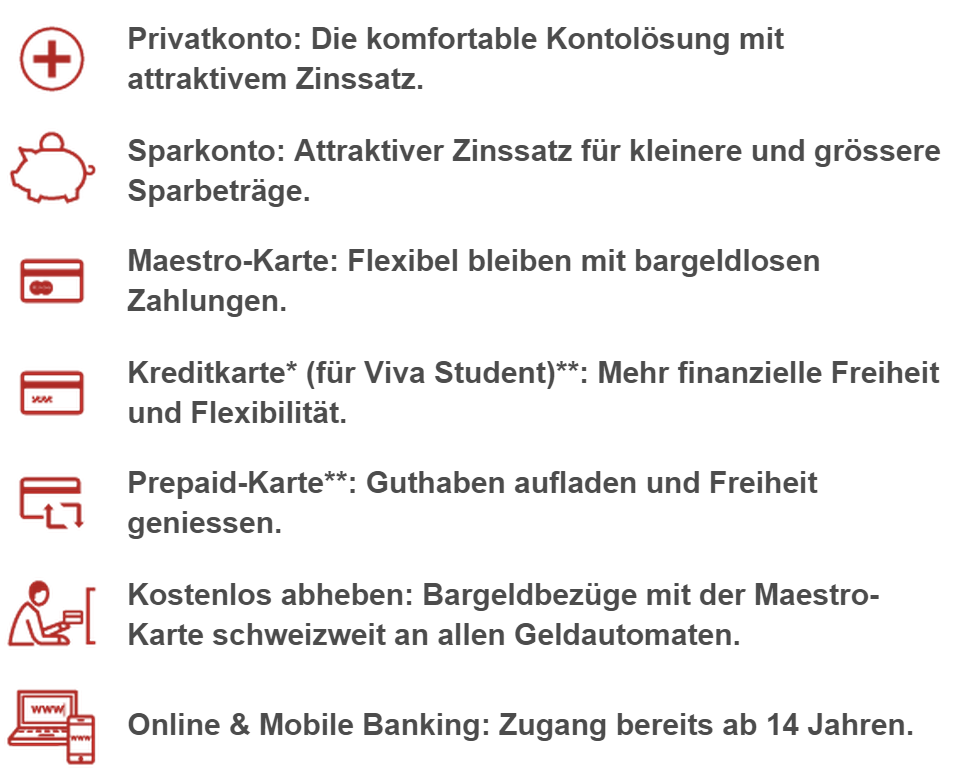 Privatkonto: Die komfortable Kontolösung mit
attraktivem Zinssatz.
Sparkonto: Attraktiver Zinssatz für kleinere und grössere
Sparbeträge.
Maestro-Karte: Flexibel bleiben mit bargeldlosen
Zahlungen.
Kreditkarte* (für Viva Student)**: Mehr finanzielle Freiheit
und Flexibilität.
Prepaid-Karte**: Guthaben aufladen und Freiheit
geniessen.
Kostenlos abheben: Bargeldbezüge mit der Maestro-
Karte schweizweit an allen Geldautomaten.
www
www
Online & Mobile Banking: Zugang bereits ab 14 Jahren.